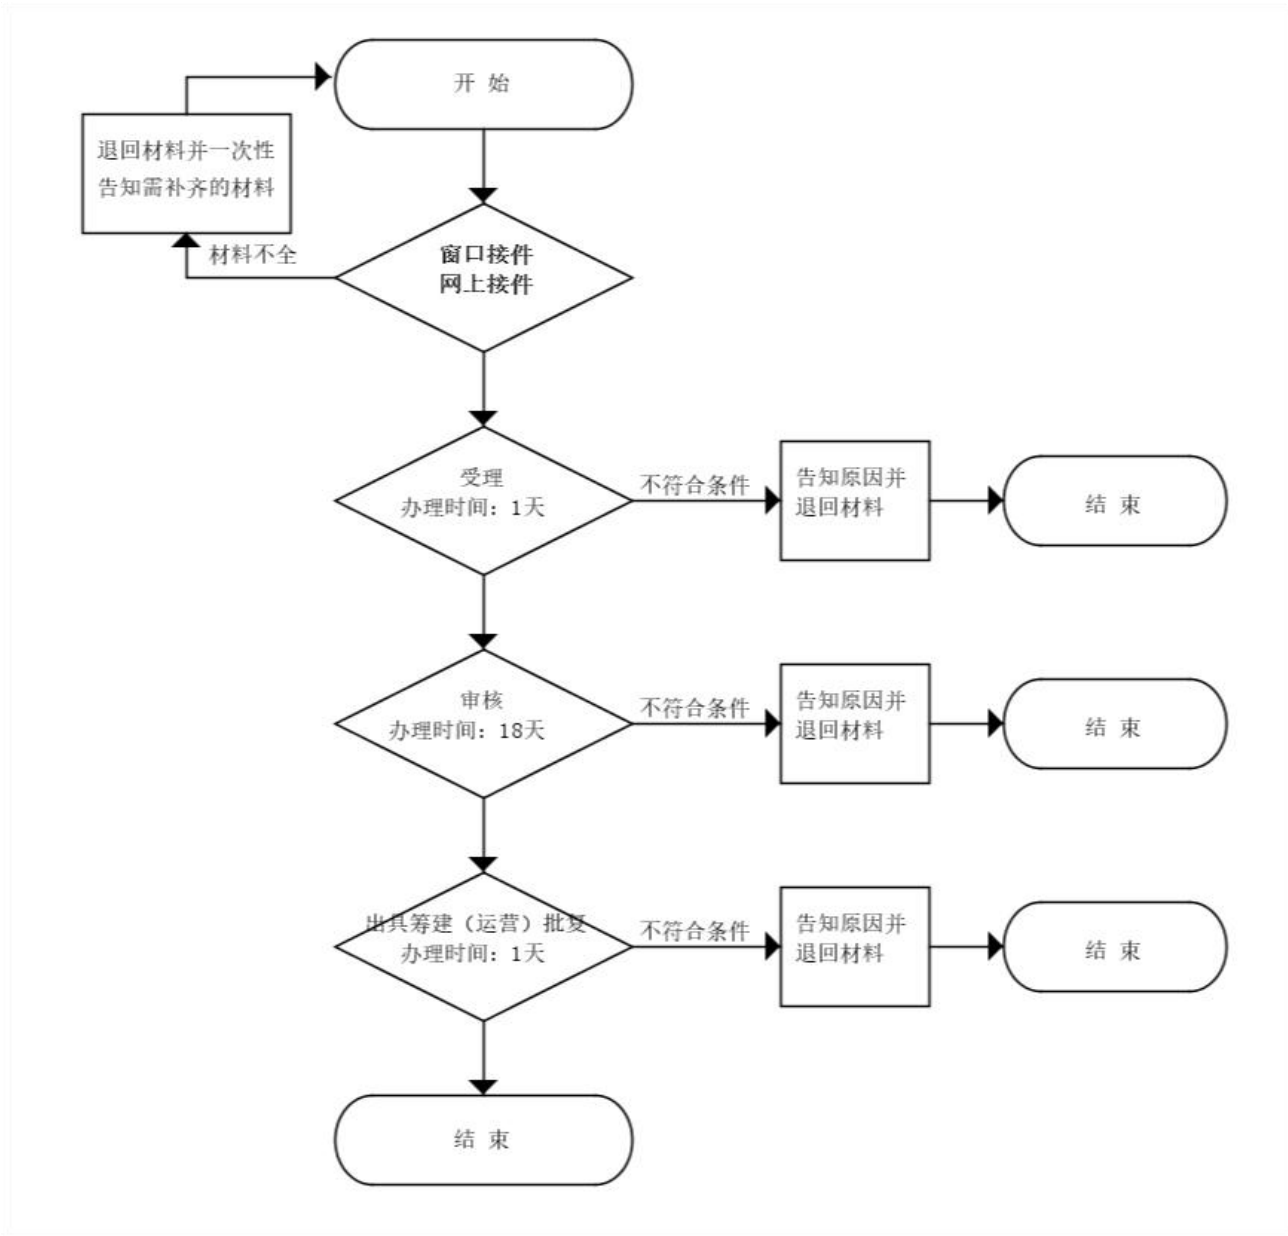 开 始
退回材料并一次性
告知需补齐的材料
材料不全
窗口接件
网上接件
受理
办理时间：1天
不符合条件
告知原因并
退回材料
结 束
审核
办理时间：18天
不符合条件
告知原因并
退回材料
结 束
出具筹建（运营）批复
办理时间：1天
不符合条件
告知原因并
退回材料
结 束
结 束